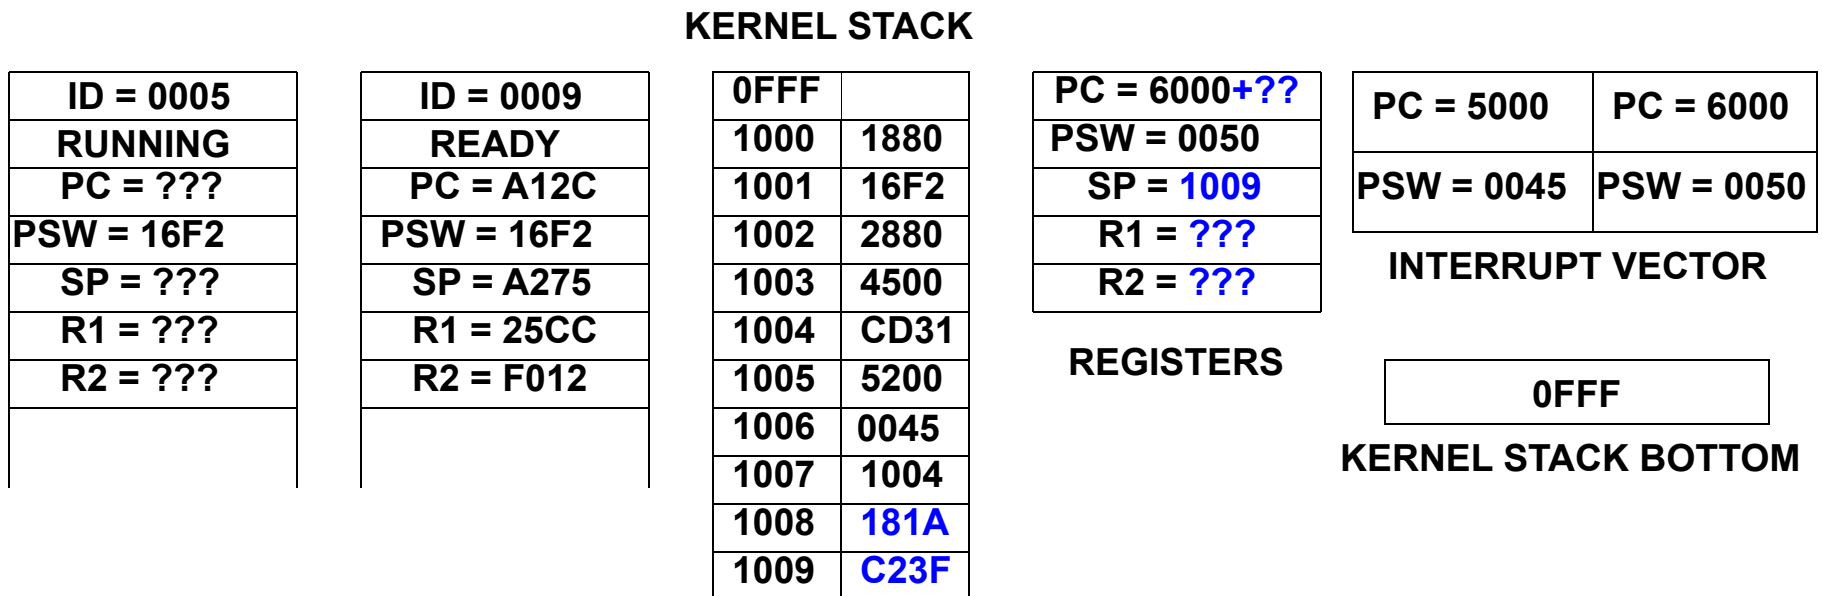 KERNEL STACK
ID = 0005
RUNNING
PC = ???
PSW = 16F2
SP = ???
R1 = ???
R2 = ???
ID = 0009
READY
PC = A12C
PSW = 16F2
SP = A275
R1 = 25CC
R2 = F012
0FFF
1000 1880
1001 16F2
1002 2880
1003 4500
1004 CD31
1005 5200
1006 0045
1007 1004
1008 181A
1009 C23F
PC = 6000+??
PSW = 0050
SP = 1009
R1 = ???
R2 = ???
REGISTERS
PC = 5000 PC = 6000
PSW = 0045 PSW = 0050
INTERRUPT VECTOR
0FFF
KERNEL STACK BOTTOM